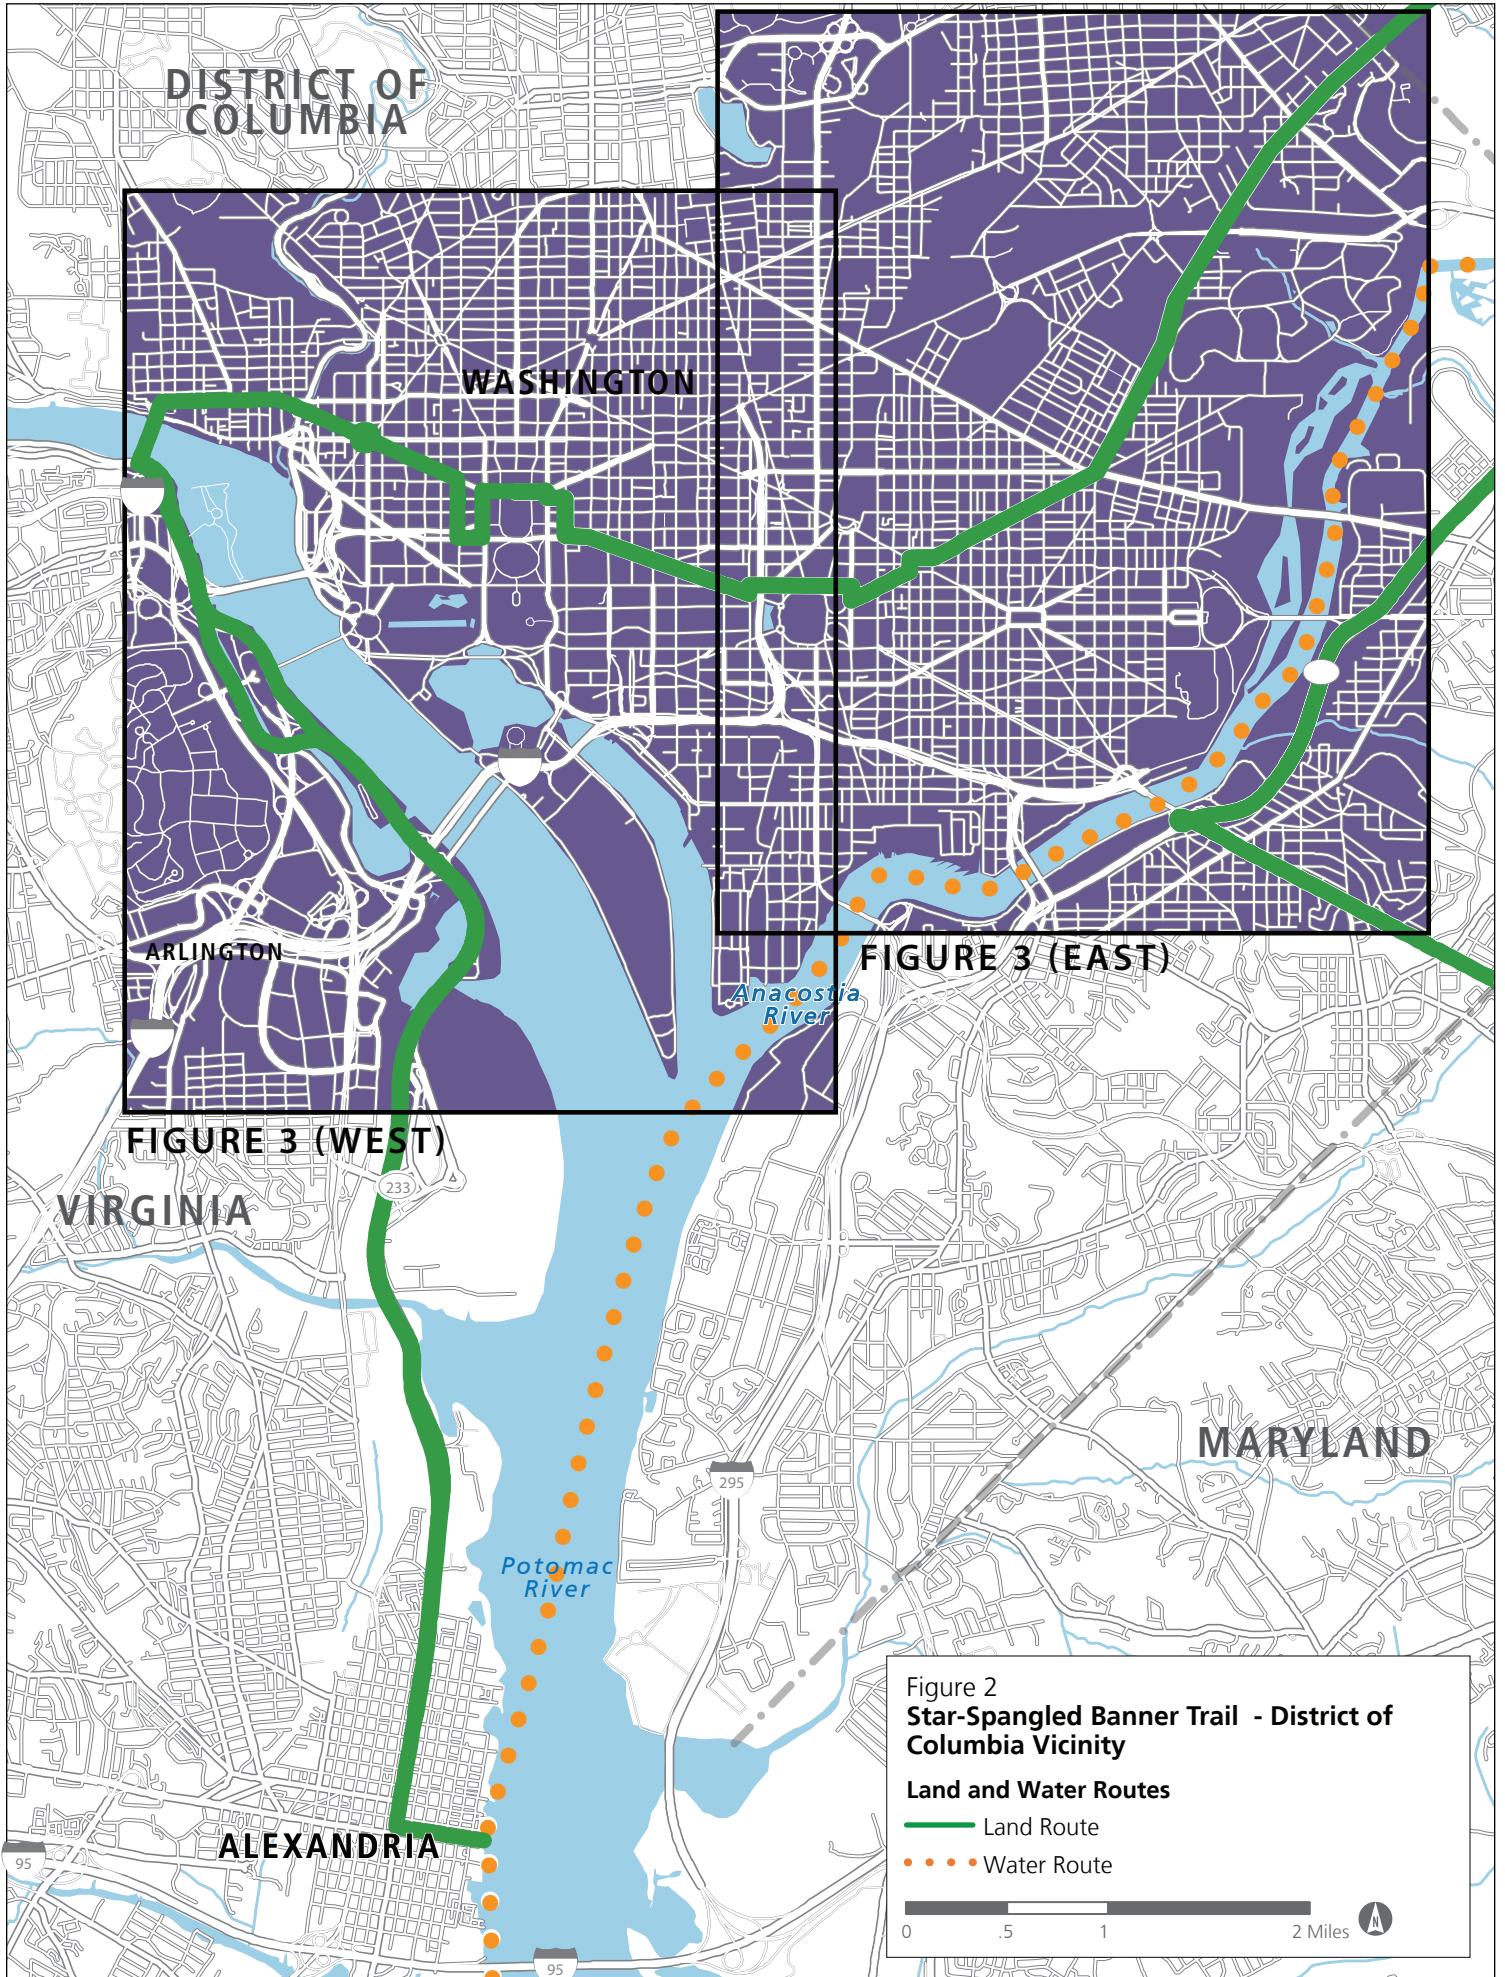 DISTRICT OF
COLUMBIA
WASHINGTON
ARLINGTON
FIGURE 3 (EAST)
Anacostia
River
FIGURE 3 (WEST)
233
VIRGINIA
MARYLAND
295
Potomac
River
Figure 2
Star-Spangled Banner Trail - District of
Columbia Vicinity
Land and Water Routes
Land Route
Water Route
0 .5 1 2 Miles
N
ALEXANDRIA
95
95